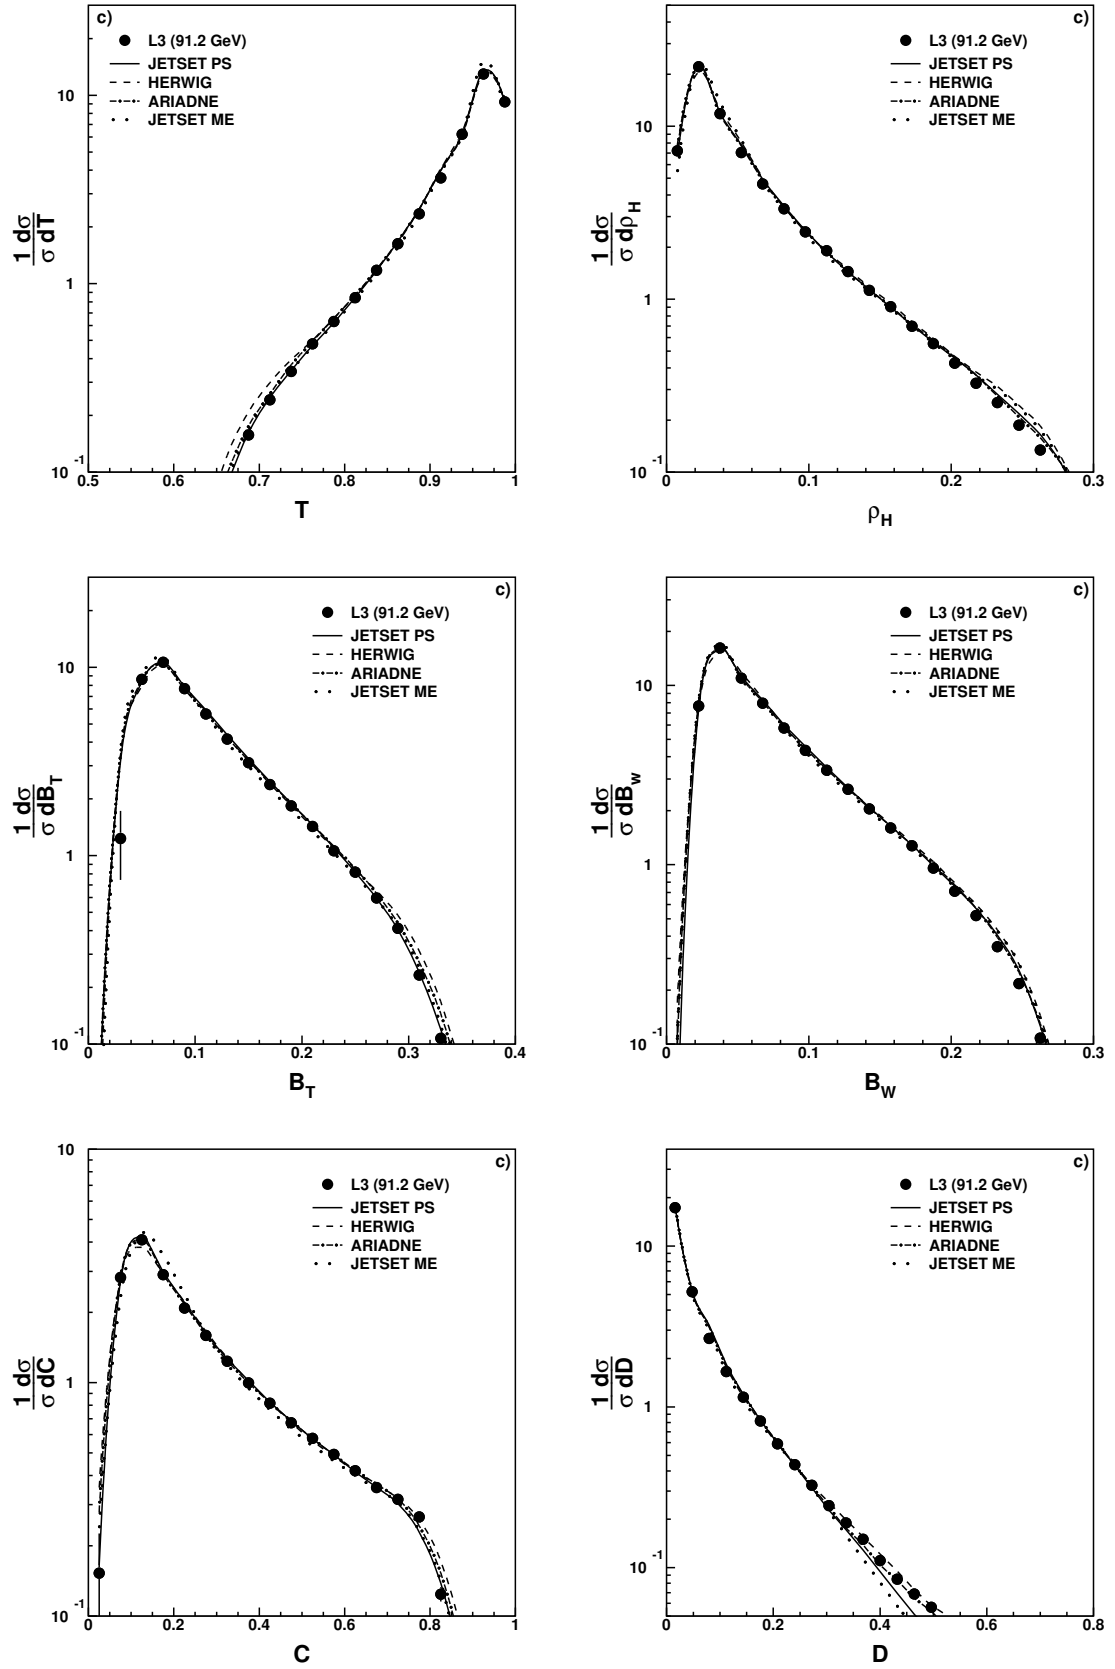 c)
L3 (91.2 GeV)
JETSET PS
HERWIG
ARIADNE
JETSET ME
1 dσ
σ dT
10
1
10 -1
0.5 0.6 0.7 0.8 0.9 1
T
c)
L3 (91.2 GeV)
JETSET PS
HERWIG
ARIADNE
JETSET ME
1 dσ
σ dρH
10
1
10 -1
0 0.1 0.2 0.3
ρH
c)
L3 (91.2 GeV)
JETSET PS
HERWIG
ARIADNE
JETSET ME
1 dσ
σ dBT
10
1
10 -1
0 0.1 0.2 0.3 0.4
BT
c)
L3 (91.2 GeV)
JETSET PS
HERWIG
ARIADNE
JETSET ME
1 dσ
σ dBw
10
1
10 -1
0 0.1 0.2 0.3
BW
c)
L3 (91.2 GeV)
JETSET PS
HERWIG
ARIADNE
JETSET ME
1 dσ
σ dC
10
1
10 -1
0 0.2 0.4 0.6 0.8 1
C
c)
L3 (91.2 GeV)
JETSET PS
HERWIG
ARIADNE
JETSET ME
1 dσ
σ dD
10
1
10 -1
0 0.2 0.4 0.6 0.8
D